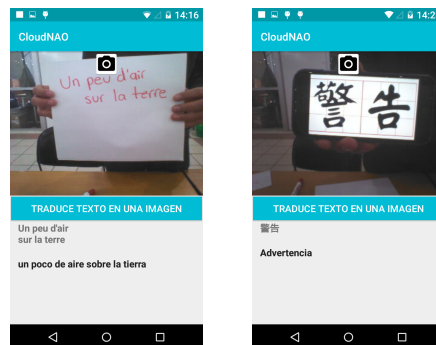 14:16
CloudNAO
Un peu d'air
sur la terre
TRADUCE TEXTO EN UNA IMAGEN
Un peu d'air
sur la terre
un poco de aire sobre la tierra
14:2
CloudNAO
警告
TRADUCE TEXTO EN UNA IMAGEN
警告
Advertencia